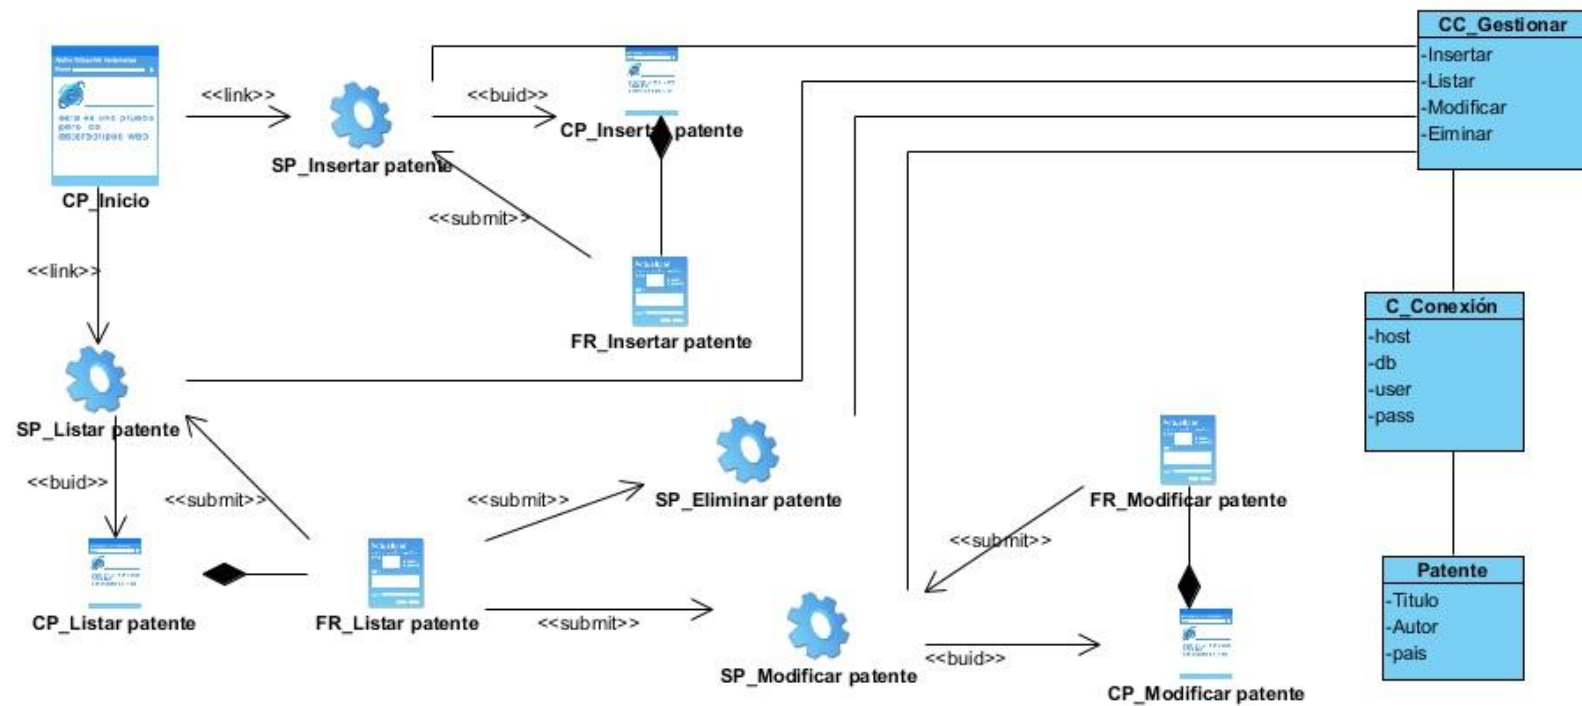 CC_Gestionar
-Insertar
-Listar
-Modificar
-Eiminar
<<link>>
<<buid>>
CP_Insertar patente
SP_Insertar patente
CP_Inicio
<<submit>>
<<link>>
FR_Insertar patente
C_Conexión
-host
-db
-user
-pass
SP_Listar patente
<<buid>>
<<submit>>
<<submit>>
SP_Eliminar patente
FR_Modificar patente
<<submit>>
CP_Listar patente
FR_Listar patente
<<submit>>
Patente
-Titulo
-Autor
-pais
<<buid>>
SP_Modificar patente
CP_Modificar patente